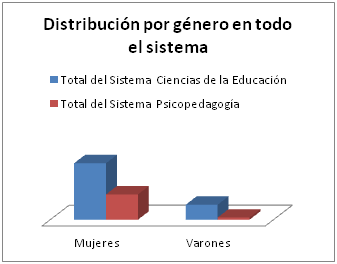 Distribución por género en todo
el sistema
Total del Sistema Ciencias de la Educación
Total del Sistema Psicopedagogía
Mujeres
Varones